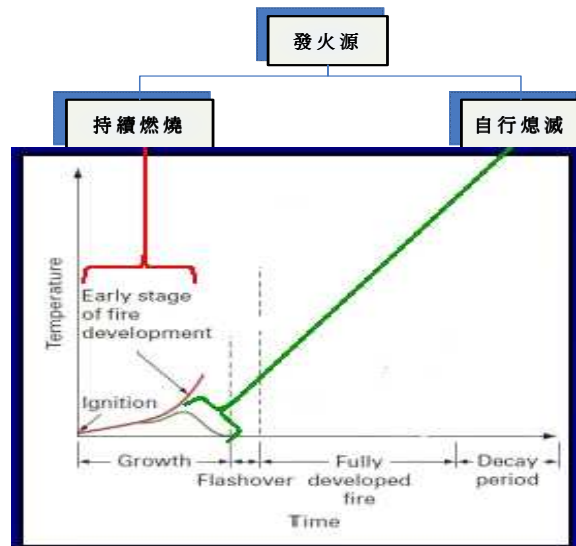 發火源
持續燃燒
自行熄滅
Temperature
Early stage
of fire
development
Ignition
Growth
Flashover
Fully
developed
fire
Decay
period
Time